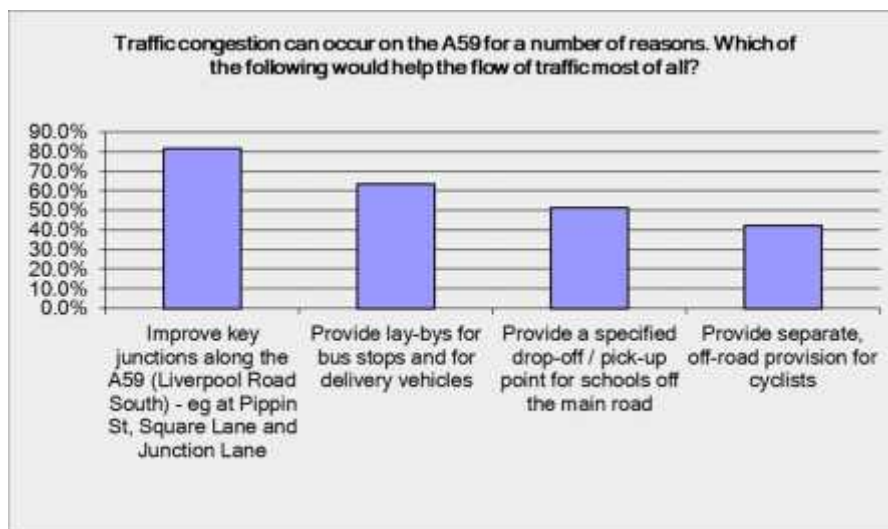 Traffic congestion can occur on the A59 for a number of reasons. Which of
the following would help the flow of traffic most of all?
90.0%
80.0%
70.0%
60.0%
50.0%
40.0%
30.0%
20.0%
10.0%
0.0%
Improve key
junctions along the
A59 (Liverpool Road
South) - eg at Pippin
St, Square Lane and
Junction Lane
Provide lay-bys for
bus stops and for
delivery vehicles
Provide a specified
drop-off / pick-up
point for schools off
the main road
Provide separate,
off-road provision for
cyclists